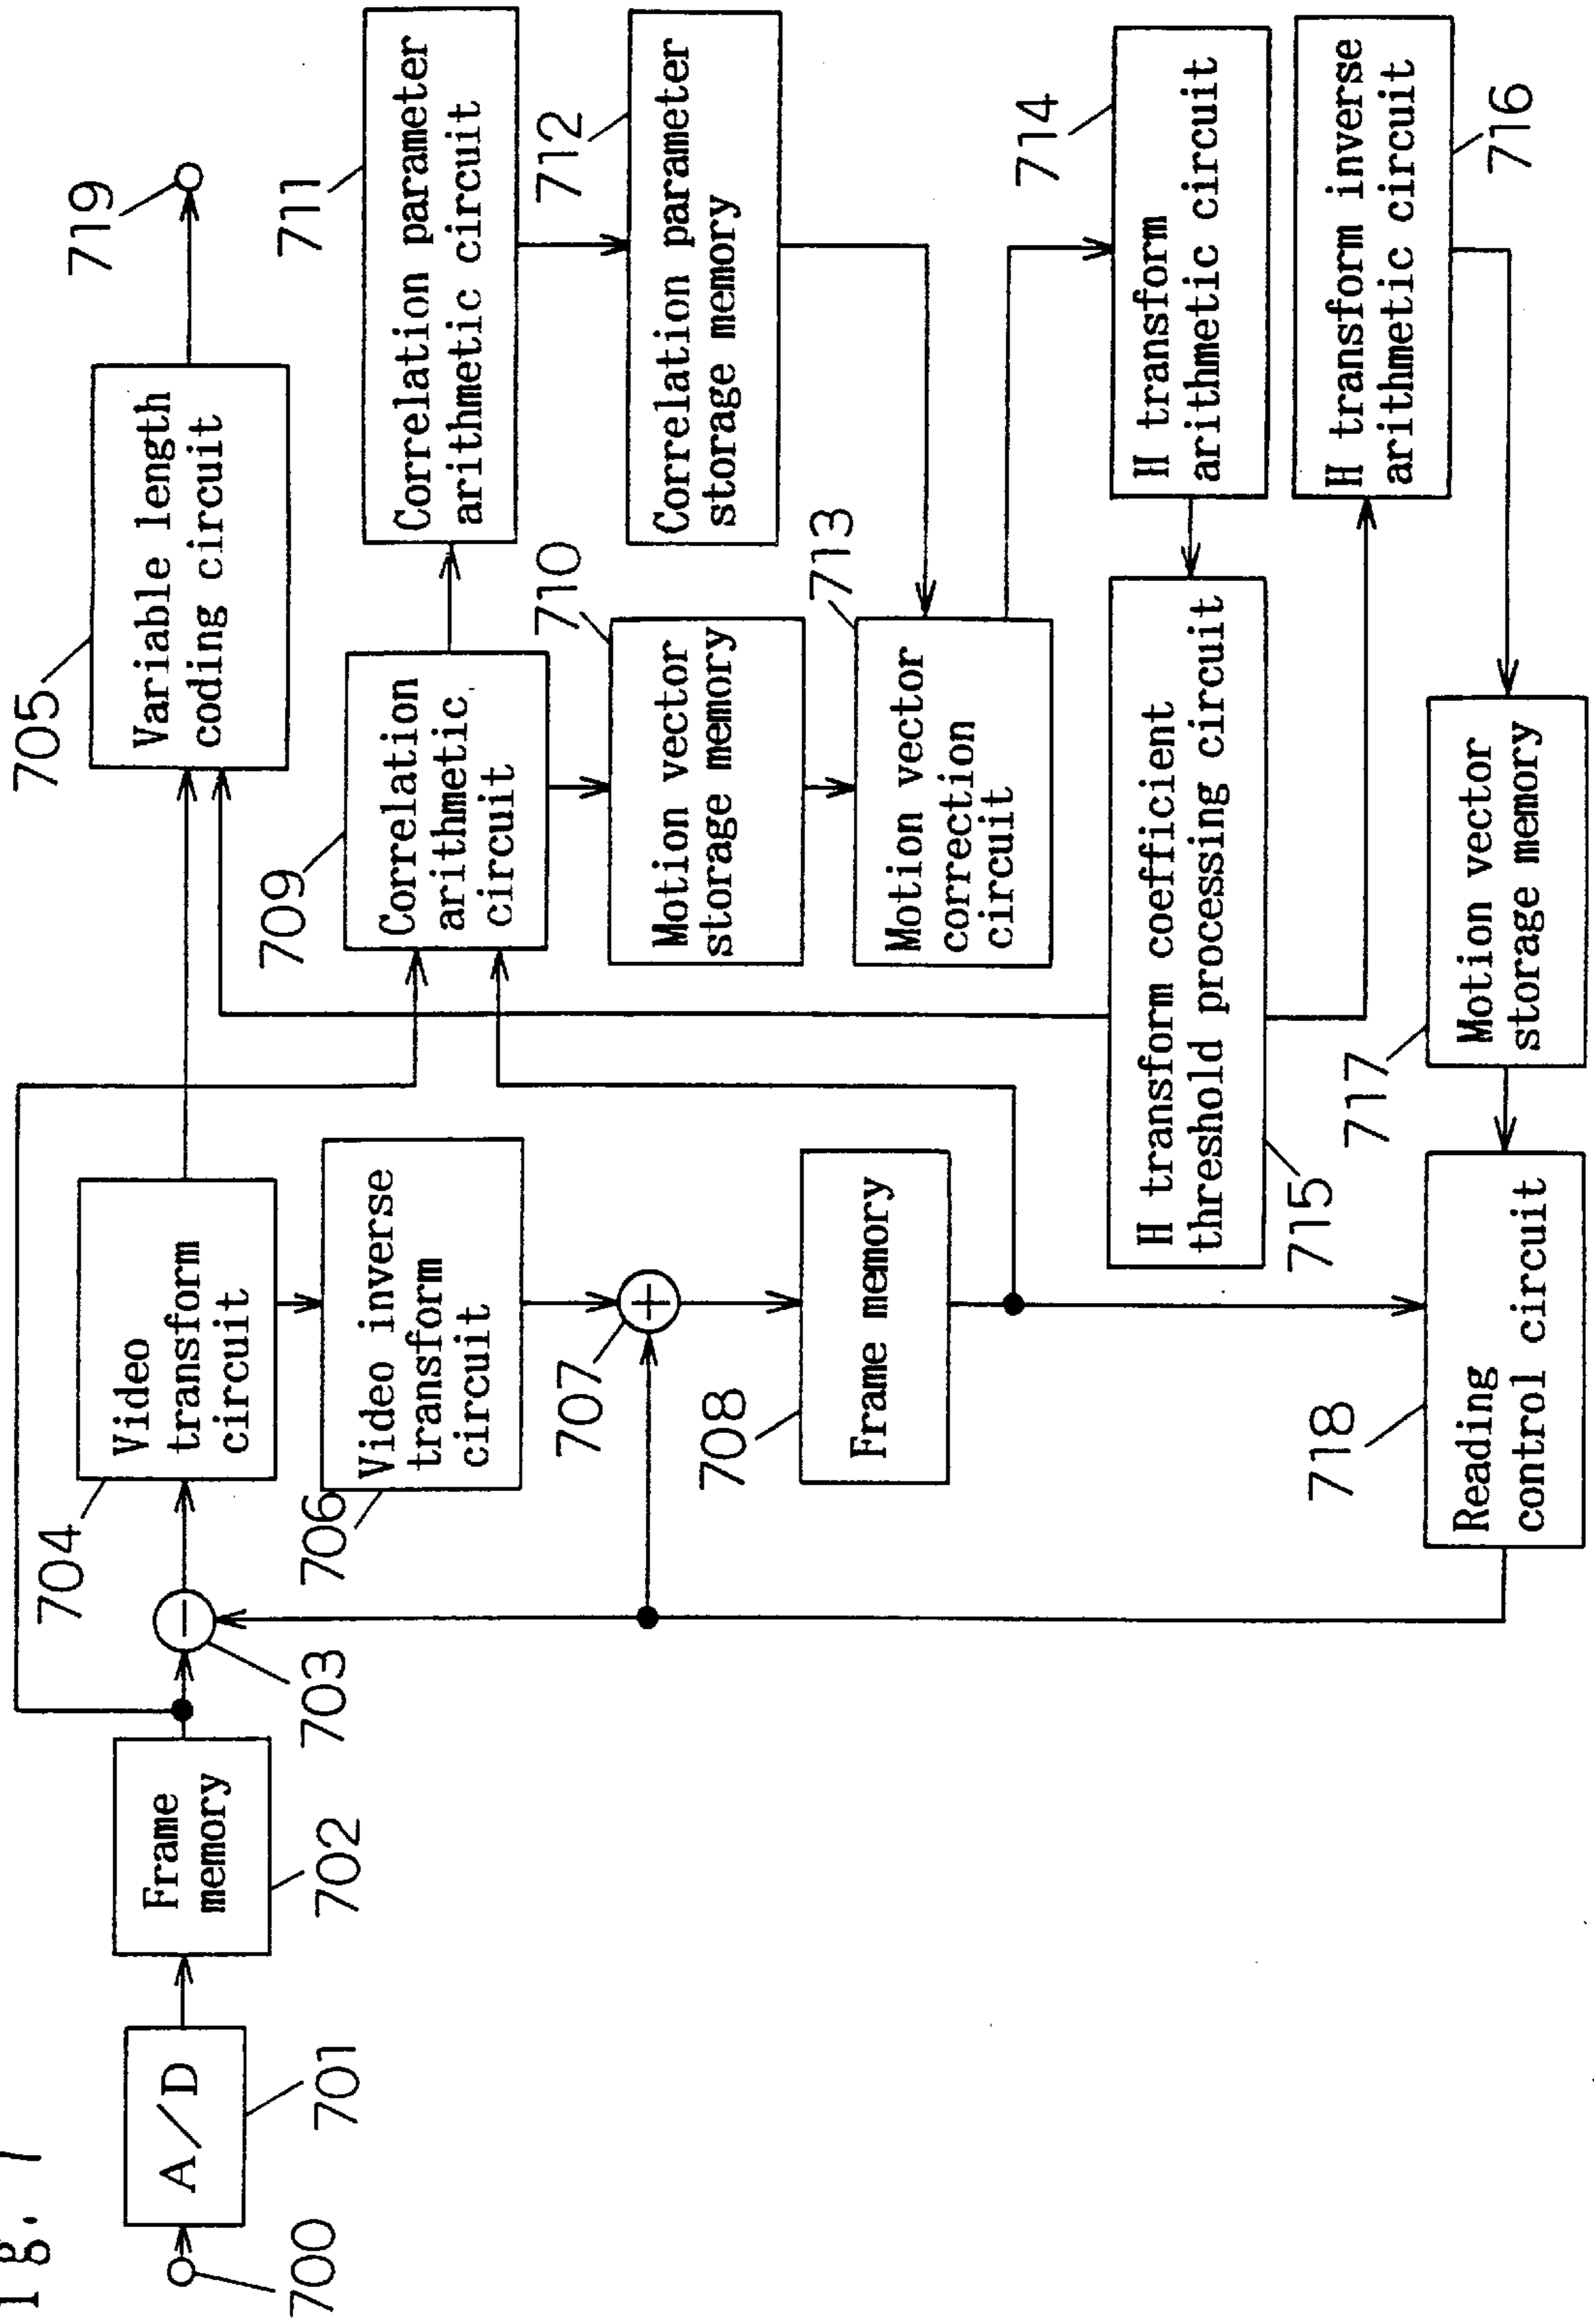 ig. 7
700
A/D
701
Frame
memory
702
703
704
Video
transform
circuit
705
Variable length
coding circuit
719
706
Video inverse
transform
circuit
707
708
Frame memory
709
Correlation
arithmetic
circuit
711
Correlation parameter
arithmetic circuit
710
Motion vector
storage memory
712
Correlation parameter
storage memory
713
Motion vector
correction
circuit
714
H transform
arithmetic circuit
715
H transform coefficient
threshold processing circuit
716
H transform inverse
arithmetic circuit
717
Motion vector
storage memory
718
Reading
control circuit